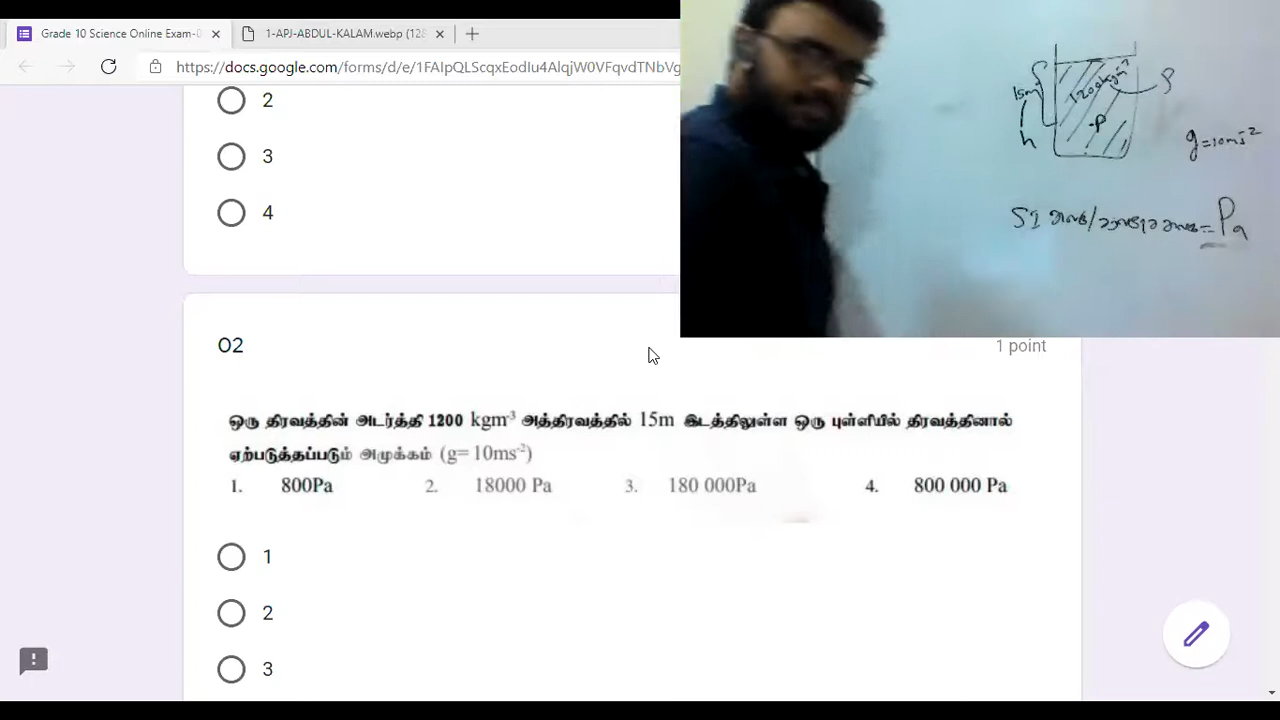 Grade 10 Science Online Exam-
1-APJ-ABDUL-KALAM.webp (128
https://docs.google.com/forms/d/e/1FAIpQLScqxEodIu4AlqjW0VFqvdTNbVg
2
3
4
15m
1200kgm⁻³
ρ
h
.P
g=10ms⁻²
SI
= Pa
02
1 point
ஒரு திரவத்தின் அடர்த்தி 1200 kgm⁻³ அத்திரவத்தில் 15m இடத்திலுள்ள ஒரு புள்ளியில் திரவத்தினால்
ஏற்படுத்தப்படும் அமுக்கம் (g= 10ms⁻²)
1. 800Pa 2. 18000 Pa 3. 180 000Pa 4. 800 000 Pa
1
2
3